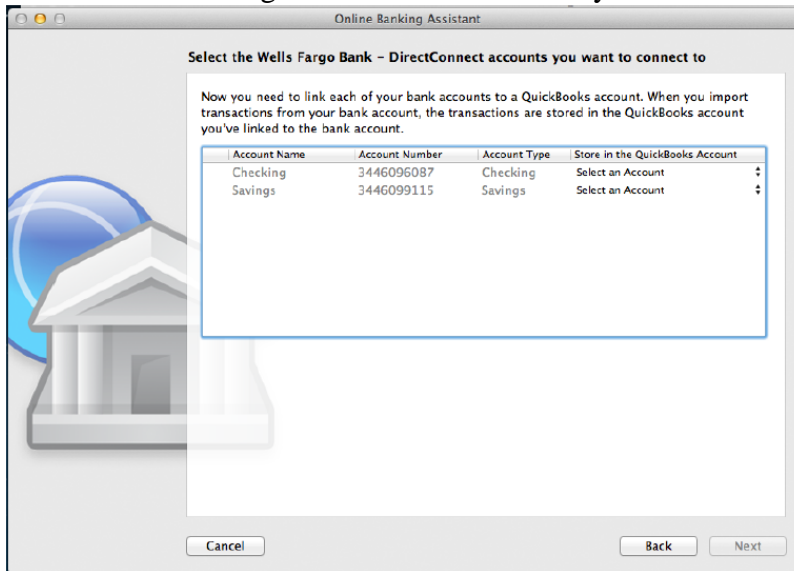 Online Banking Assistant
Select the Wells Fargo Bank – DirectConnect accounts you want to connect to
Now you need to link each of your bank accounts to a QuickBooks account. When you import
transactions from your bank account, the transactions are stored in the QuickBooks account
you've linked to the bank account.
Account Name Account Number Account Type Store in the QuickBooks Account
Checking 3446096087 Checking Select an Account
Savings 3446099115 Savings Select an Account
Cancel Back Next